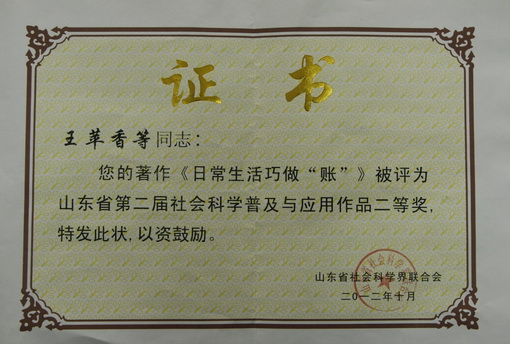 证书
王苹香等同志：
您的著作《日常生活巧做“账”》被评为
山东省第二届社会科学普及与应用作品二等奖，
特发此状，以资鼓励。
山东省社会科学界联合会
二〇一二年十月